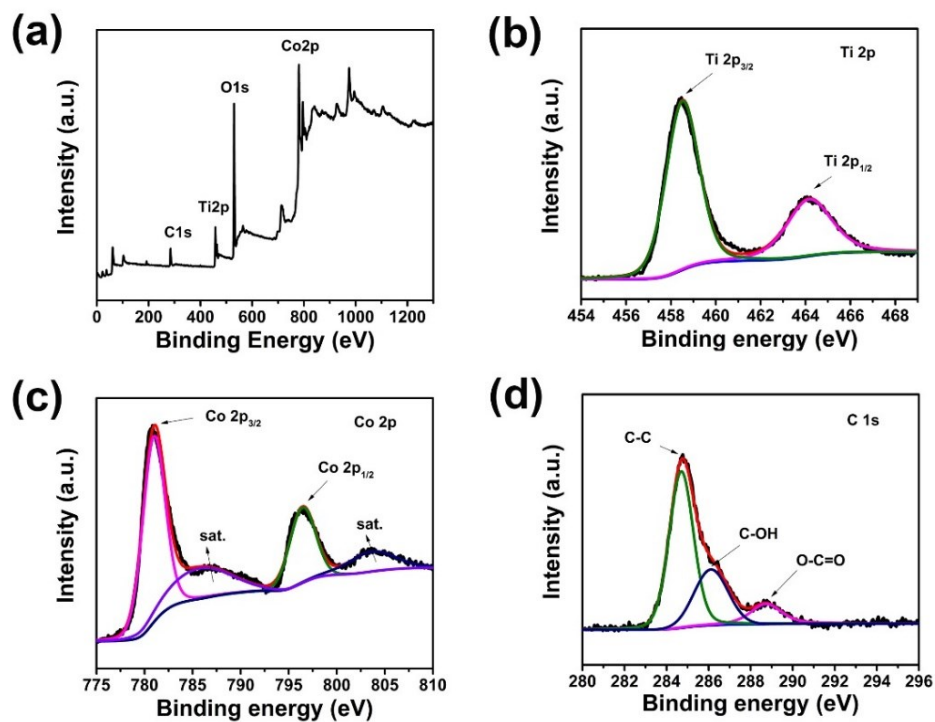 (a)
Co2p
O1s
Ti2p
C1s
Intensity (a.u.)
0 200 400 600 800 1000 1200
Binding Energy (eV)
(b)
Ti 2p3/2
Ti 2p
Ti 2p1/2
Intensity (a.u.)
454 456 458 460 462 464 466 468
Binding energy (eV)
(c)
Co 2p3/2
Co 2p
Co 2p1/2
sat.
sat.
Intensity (a.u.)
775 780 785 790 795 800 805 810
Binding energy (eV)
(d)
C 1s
C-C
C-OH
O-C=O
Intensity (a.u.)
280 282 284 286 288 290 292 294 296
Binding energy (eV)